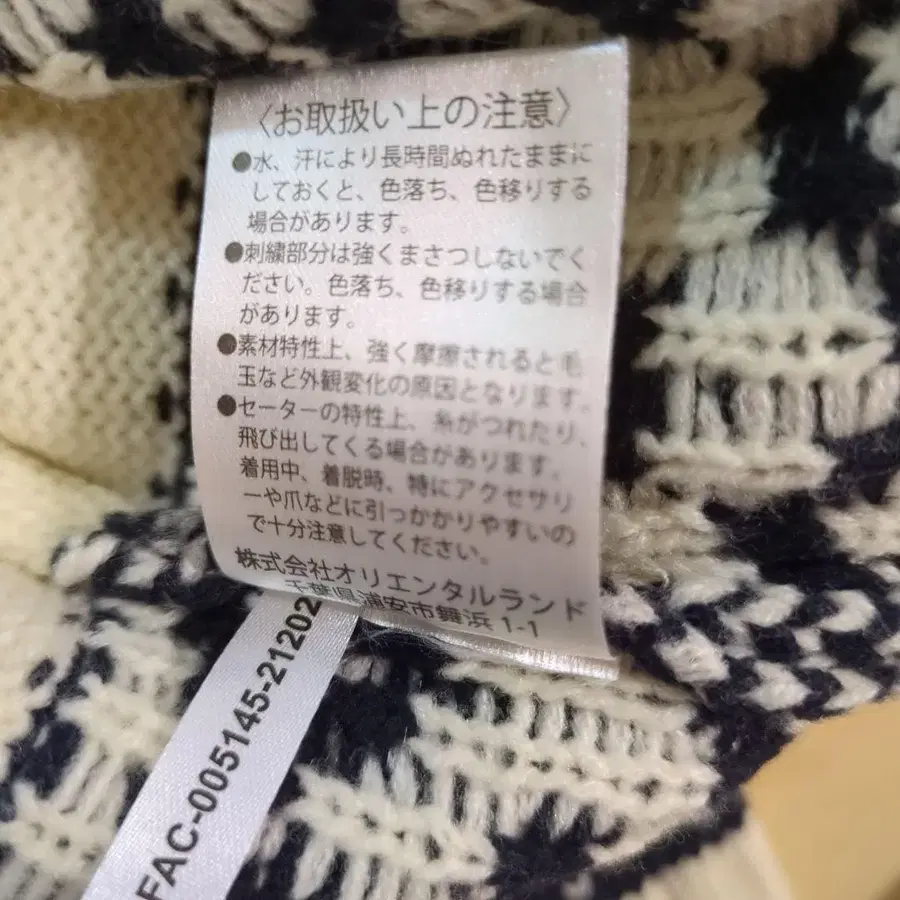 〈お取扱い上の注意〉
●水、汗により長時間ぬれたままに
しておくと、色落ち、色移りする
場合があります。
●刺繍部分は強くまさつしないでく
ださい。色落ち、色移りする場合
があります。
●素材特性上、強く摩擦されると毛
玉など外観変化の原因となります。
●セーターの特性上、糸がつれたり、
飛び出してくる場合があります。
着用中、着脱時、特にアクセサリ
ーや爪などに引っかかりやすいの
で十分注意してください。
株式会社オリエンタルランド
千葉県浦安市舞浜 1-1
FAC-005145-21202